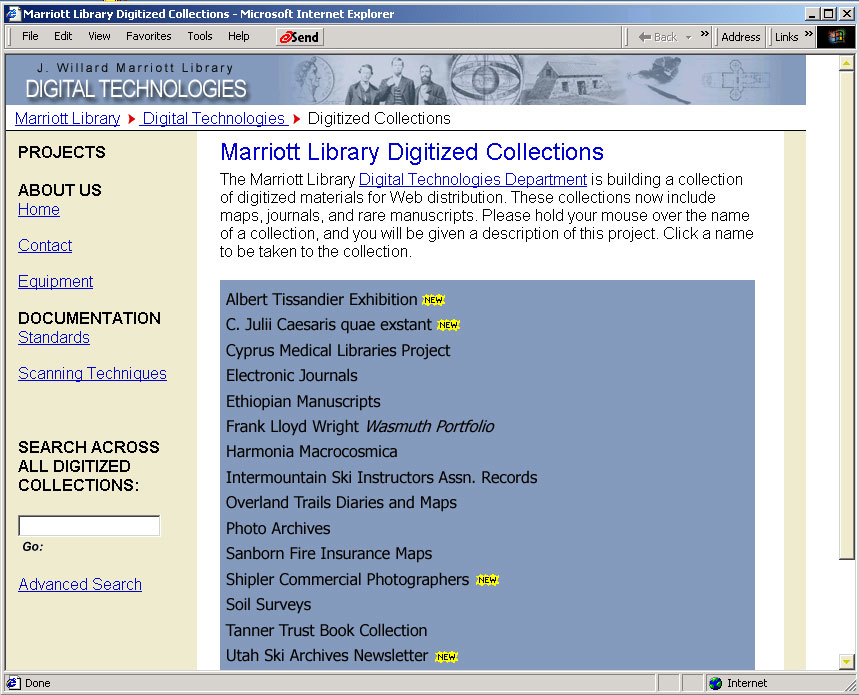 Marriott Library Digitized Collections - Microsoft Internet Explorer
File Edit View Favorites Tools Help Send Back » Address Links »
J. Willard Marriott Library
DIGITAL TECHNOLOGIES
Marriott Library Digital Technologies Digitized Collections
PROJECTS
ABOUT US
Home
Contact
Equipment
DOCUMENTATION
Standards
Scanning Techniques
SEARCH ACROSS
ALL DIGITIZED
COLLECTIONS:
Go:
Advanced Search
Marriott Library Digitized Collections
The Marriott Library Digital Technologies Department is building a collection
of digitized materials for Web distribution. These collections now include
maps, journals, and rare manuscripts. Please hold your mouse over the name
of a collection, and you will be given a description of this project. Click a name
to be taken to the collection.
Albert Tissandier Exhibition NEW
C. Julii Caesaris quae exstant NEW
Cyprus Medical Libraries Project
Electronic Journals
Ethiopian Manuscripts
Frank Lloyd Wright Wasmuth Portfolio
Harmonia Macrocosmica
Intermountain Ski Instructors Assn. Records
Overland Trails Diaries and Maps
Photo Archives
Sanborn Fire Insurance Maps
Shipler Commercial Photographers NEW
Soil Surveys
Tanner Trust Book Collection
Utah Ski Archives Newsletter NEW
Done Internet